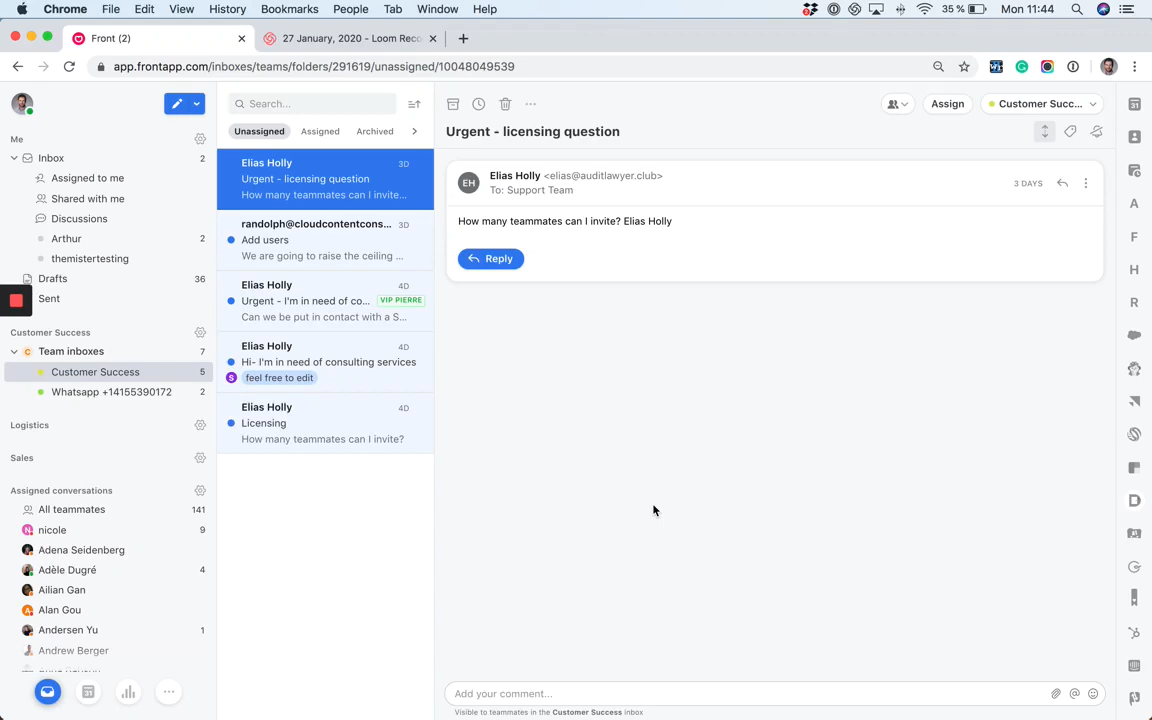 Chrome File Edit View History Bookmarks People Tab Window Help
35 % Mon 11:44
Front (2)
27 January, 2020 - Loom Reco
app.frontapp.com/inboxes/teams/folders/291619/unassigned/10048049539
Search...
Assign
Customer Succ...
Me
Unassigned Assigned Archived
Urgent - licensing question
Inbox 2
Assigned to me
Shared with me
Discussions
Arthur 2
themistertesting
Drafts 36
Sent
Customer Success
Team inboxes 7
Customer Success 5
Whatsapp +14155390172 2
Logistics
Sales
Assigned conversations
All teammates 141
nicole 9
Adena Seidenberg
Adèle Dugré 4
Ailian Gan
Alan Gou
Andersen Yu 1
Andrew Berger
Elias Holly 3D
Urgent - licensing question
How many teammates can I invite...
randolph@cloudcontentcons... 3D
Add users
We are going to raise the ceiling ...
Elias Holly 4D
Urgent - I'm in need of co... VIP PIERRE
Can we be put in contact with a S...
Elias Holly 4D
Hi- I'm in need of consulting services
S feel free to edit
Elias Holly 4D
Licensing
How many teammates can I invite?
EH
Elias Holly <elias@auditlawyer.club>
To: Support Team
3 DAYS
How many teammates can I invite? Elias Holly
Reply
Add your comment...
Visible to teammates in the Customer Success inbox